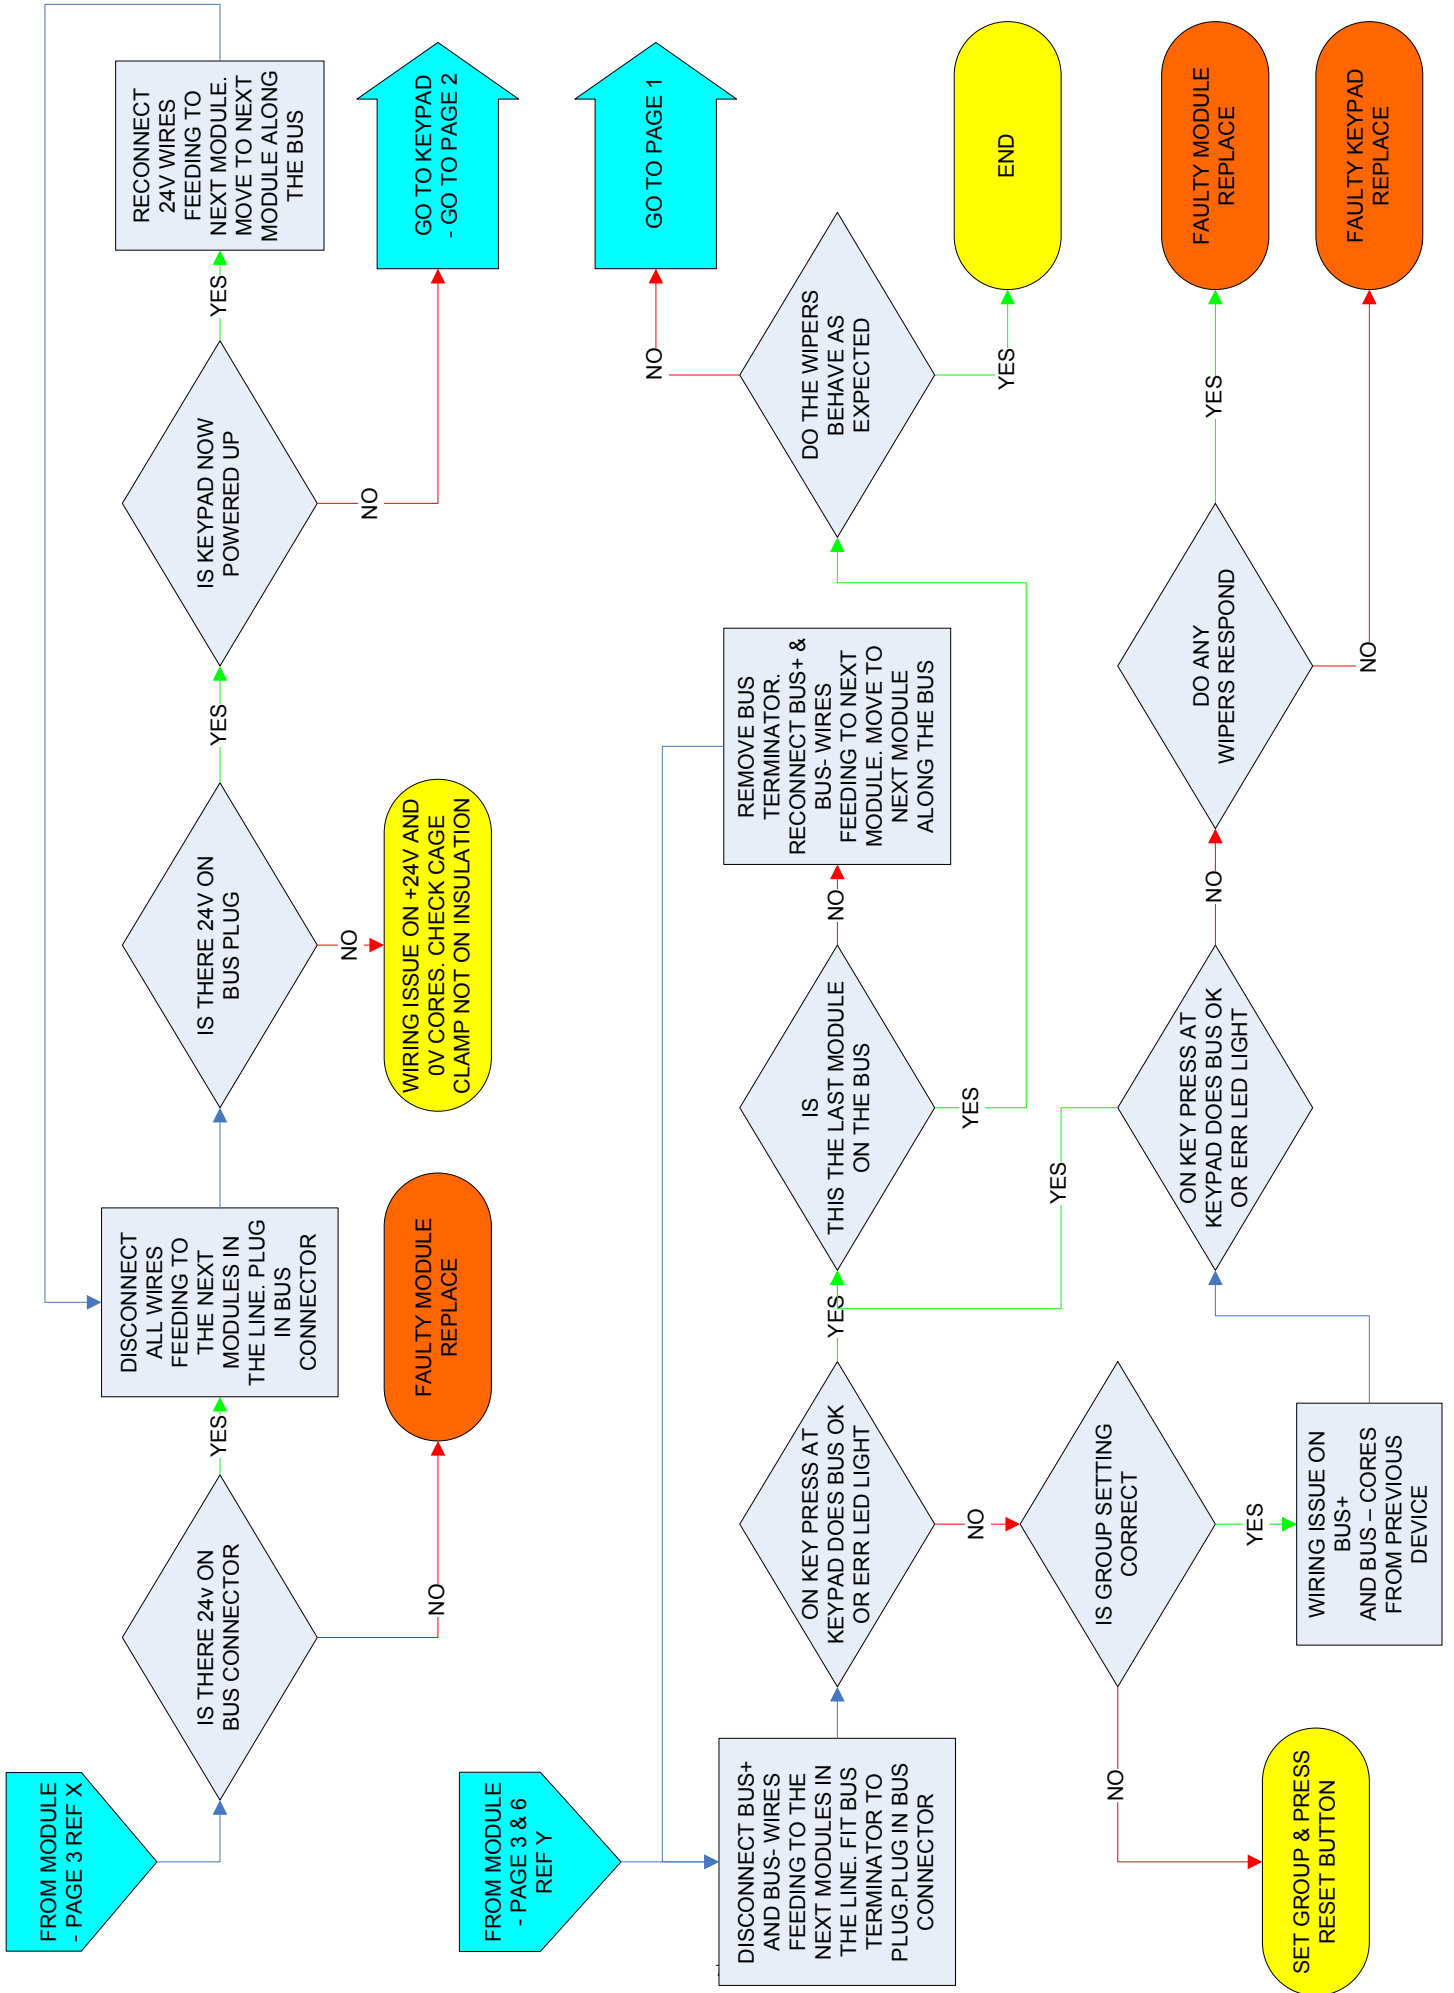 FROM MODULE
- PAGE 3 REF X
IS THERE 24v ON
BUS CONNECTOR
YES
NO
FAULTY MODULE
REPLACE
DISCONNECT
ALL WIRES
FEEDING TO
THE NEXT
MODULES IN
THE LINE. PLUG
IN BUS
CONNECTOR
IS THERE 24V ON
BUS PLUG
YES
NO
WIRING ISSUE ON +24V AND
0V CORES. CHECK CAGE
CLAMP NOT ON INSULATION
IS KEYPAD NOW
POWERED UP
YES
NO
RECONNECT
24V WIRES
FEEDING TO
NEXT MODULE.
MOVE TO NEXT
MODULE ALONG
THE BUS
GO TO KEYPAD
- GO TO PAGE 2
FROM MODULE
- PAGE 3 & 6
REF Y
DISCONNECT BUS+
AND BUS- WIRES
FEEDING TO THE
NEXT MODULES IN
THE LINE. FIT BUS
TERMINATOR TO
PLUG.PLUG IN BUS
CONNECTOR
ON KEY PRESS AT
KEYPAD DOES BUS OK
OR ERR LED LIGHT
YES
NO
IS
THIS THE LAST MODULE
ON THE BUS
NO
YES
REMOVE BUS
TERMINATOR.
RECONNECT BUS+ &
BUS- WIRES
FEEDING TO NEXT
MODULE. MOVE TO
NEXT MODULE
ALONG THE BUS
DO THE WIPERS
BEHAVE AS
EXPECTED
NO
YES
GO TO PAGE 1
END
IS GROUP SETTING
CORRECT
NO
YES
SET GROUP & PRESS
RESET BUTTON
WIRING ISSUE ON
BUS+
AND BUS – CORES
FROM PREVIOUS
DEVICE
ON KEY PRESS AT
KEYPAD DOES BUS OK
OR ERR LED LIGHT
YES
NO
DO ANY
WIPERS RESPOND
YES
NO
FAULTY MODULE
REPLACE
FAULTY KEYPAD
REPLACE